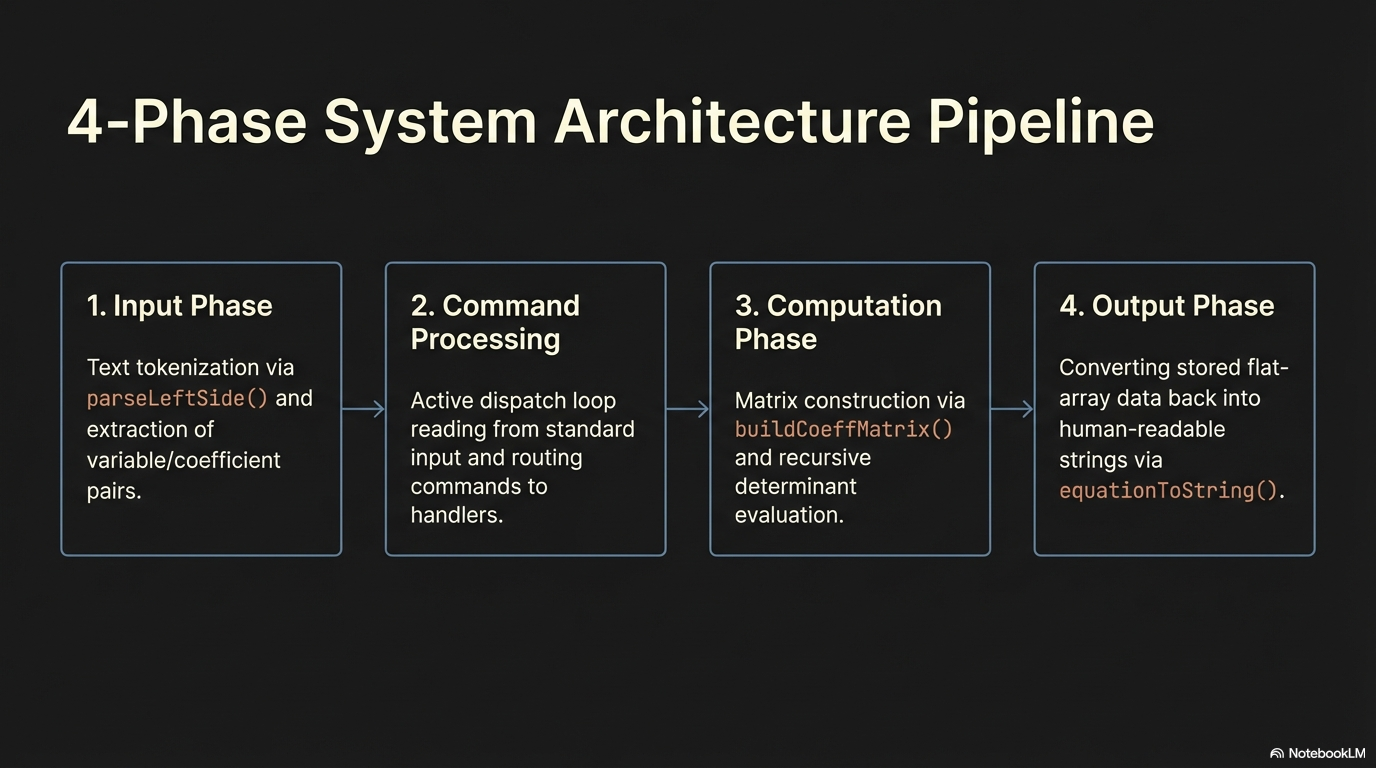 4-Phase System Architecture Pipeline
1. Input Phase
Text tokenization via
parseLeftSide() and
extraction of
variable/coefficient
pairs.
2. Command
Processing
Active dispatch loop
reading from standard
input and routing
commands to
handlers.
3. Computation
Phase
Matrix construction via
buildCoeffMatrix()
and recursive
determinant
evaluation.
4. Output Phase
Converting stored flat-
array data back into
human-readable
strings via
equationToString().
NotebookLM